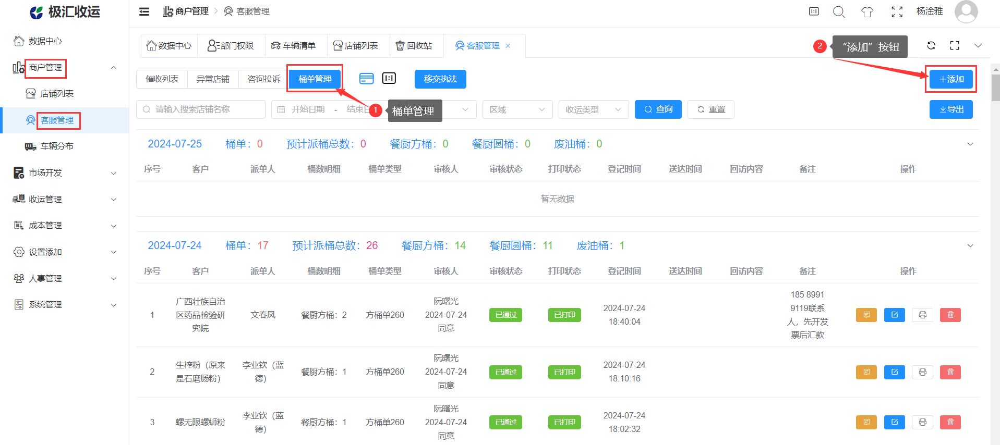 极汇收运
商户管理 客服管理
杨淦雅
数据中心
商户管理
店铺列表
客服管理
车辆分布
市场开发
收运管理
成本管理
设置添加
人事管理
系统管理
数据中心 部门权限 车辆清单 店铺列表 回收站 客服管理 ×
2 “添加”按钮
催收列表 异常店铺 咨询投诉 桶单管理 移交执法 +添加
请输入搜索店铺名称 开始日期 - 结束日 区域 收运类型 查询 重置 导出
1 桶单管理
2024-07-25 桶单：0 预计派桶总数：0 餐厨方桶：0 餐厨圆桶：0 废油桶：0
序号 客户 派单人 桶数明细 桶单类型 审核人 审核状态 打印状态 登记时间 送达时间 回访内容 备注 操作
暂无数据
2024-07-24 桶单：17 预计派桶总数：26 餐厨方桶：14 餐厨圆桶：11 废油桶：1
序号 客户 派单人 桶数明细 桶单类型 审核人 审核状态 打印状态 登记时间 送达时间 回访内容 备注 操作
1
广西壮族自治
区药品检验研
究院
文春凤
餐厨方桶：2
方桶单260
阮曙光
2024-07-24
同意
已通过
已打印
2024-07-24
18:40:04
185 8991
9119联系
人，先开发
票后汇款
2
生榨粉（原来
是石磨肠粉）
李业钦（蓝
德）
餐厨方桶：1
方桶单260
阮曙光
2024-07-24
同意
已通过
已打印
2024-07-24
18:10:16
3
螺无限螺蛳粉
李业钦（蓝
德）
餐厨方桶：1
方桶单260
阮曙光
2024-07-24
同意
已通过
已打印
2024-07-24
18:02:32